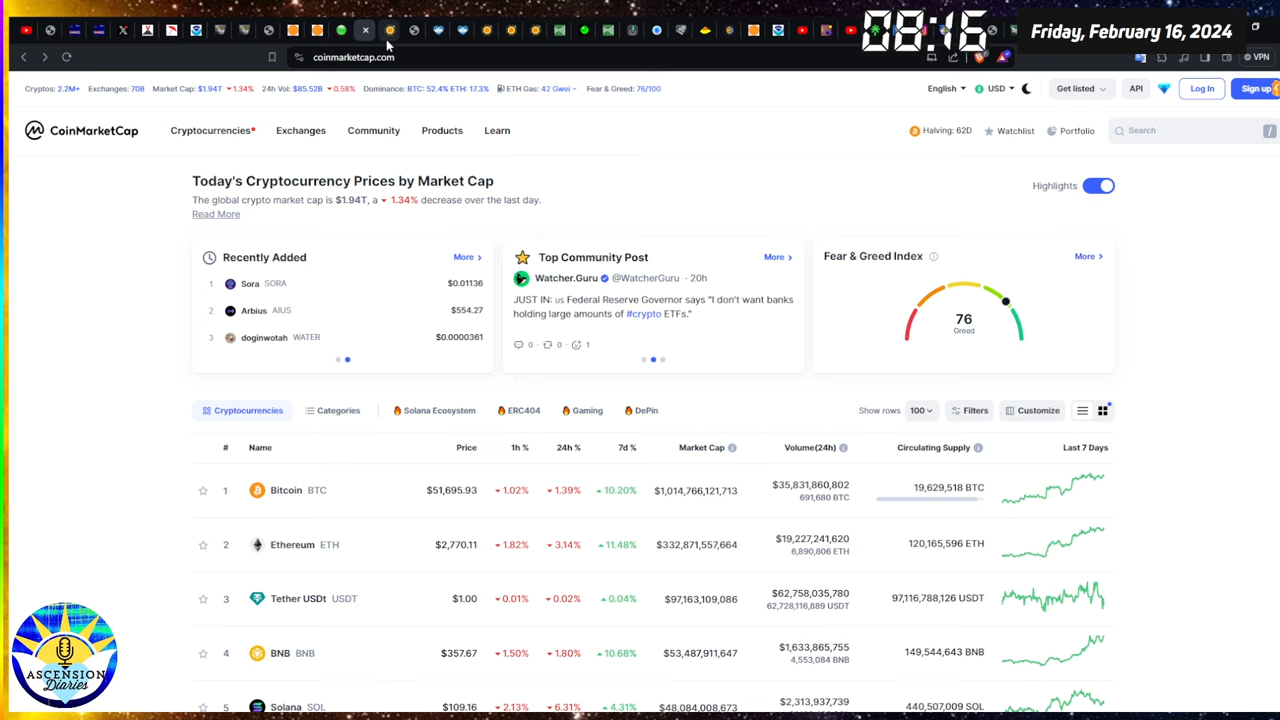 08:16
Friday, February 16, 2024
coinmarketcap.com
VPN
Cryptos: 2.2M+ Exchanges: 708 Market Cap: $1.94T 1.34% 24h Vol: $85.52B 0.58% Dominance: BTC: 52.4% ETH: 17.3% ETH Gas: 42 Gwei Fear & Greed: 76/100
English USD Get listed API Log In Sign up
CoinMarketCap Cryptocurrencies Exchanges Community Products Learn
Halving: 62D Watchlist Portfolio Search /
Today's Cryptocurrency Prices by Market Cap
The global crypto market cap is $1.94T, a 1.34% decrease over the last day.
Read More
Highlights
Recently Added More
1 Sora SORA $0.01136
2 Arbius AIUS $554.27
3 doginwotah WATER $0.0000361
Top Community Post More
Watcher.Guru @WatcherGuru · 20h
JUST IN: us Federal Reserve Governor says "I don't want banks
holding large amounts of #crypto ETFs."
0 · 0 · 1
Fear & Greed Index More
76
Greed
Cryptocurrencies Categories Solana Ecosystem ERC404 Gaming DePin
Show rows 100 Filters Customize
# Name Price 1h % 24h % 7d % Market Cap Volume(24h) Circulating Supply Last 7 Days
1 Bitcoin BTC $51,695.93 1.02% 1.39% 10.20% $1,014,766,121,713 $35,831,860,802 19,629,518 BTC
691,680 BTC
2 Ethereum ETH $2,770.11 1.82% 3.14% 11.48% $332,871,557,664 $19,227,241,620 120,165,596 ETH
6,890,806 ETH
3 Tether USDt USDT $1.00 0.01% 0.02% 0.04% $97,163,109,086 $62,758,035,780 97,116,788,126 USDT
62,728,116,889 USDT
4 BNB BNB $357.67 1.50% 1.80% 10.68% $53,487,911,647 $1,633,865,755 149,544,643 BNB
4,553,084 BNB
5 Solana SOL $109.16 2.13% 6.31% 4.31% $48,084,008,673 $2,313,937,739 440,507,009 SOL
ASCENSION
Diaries